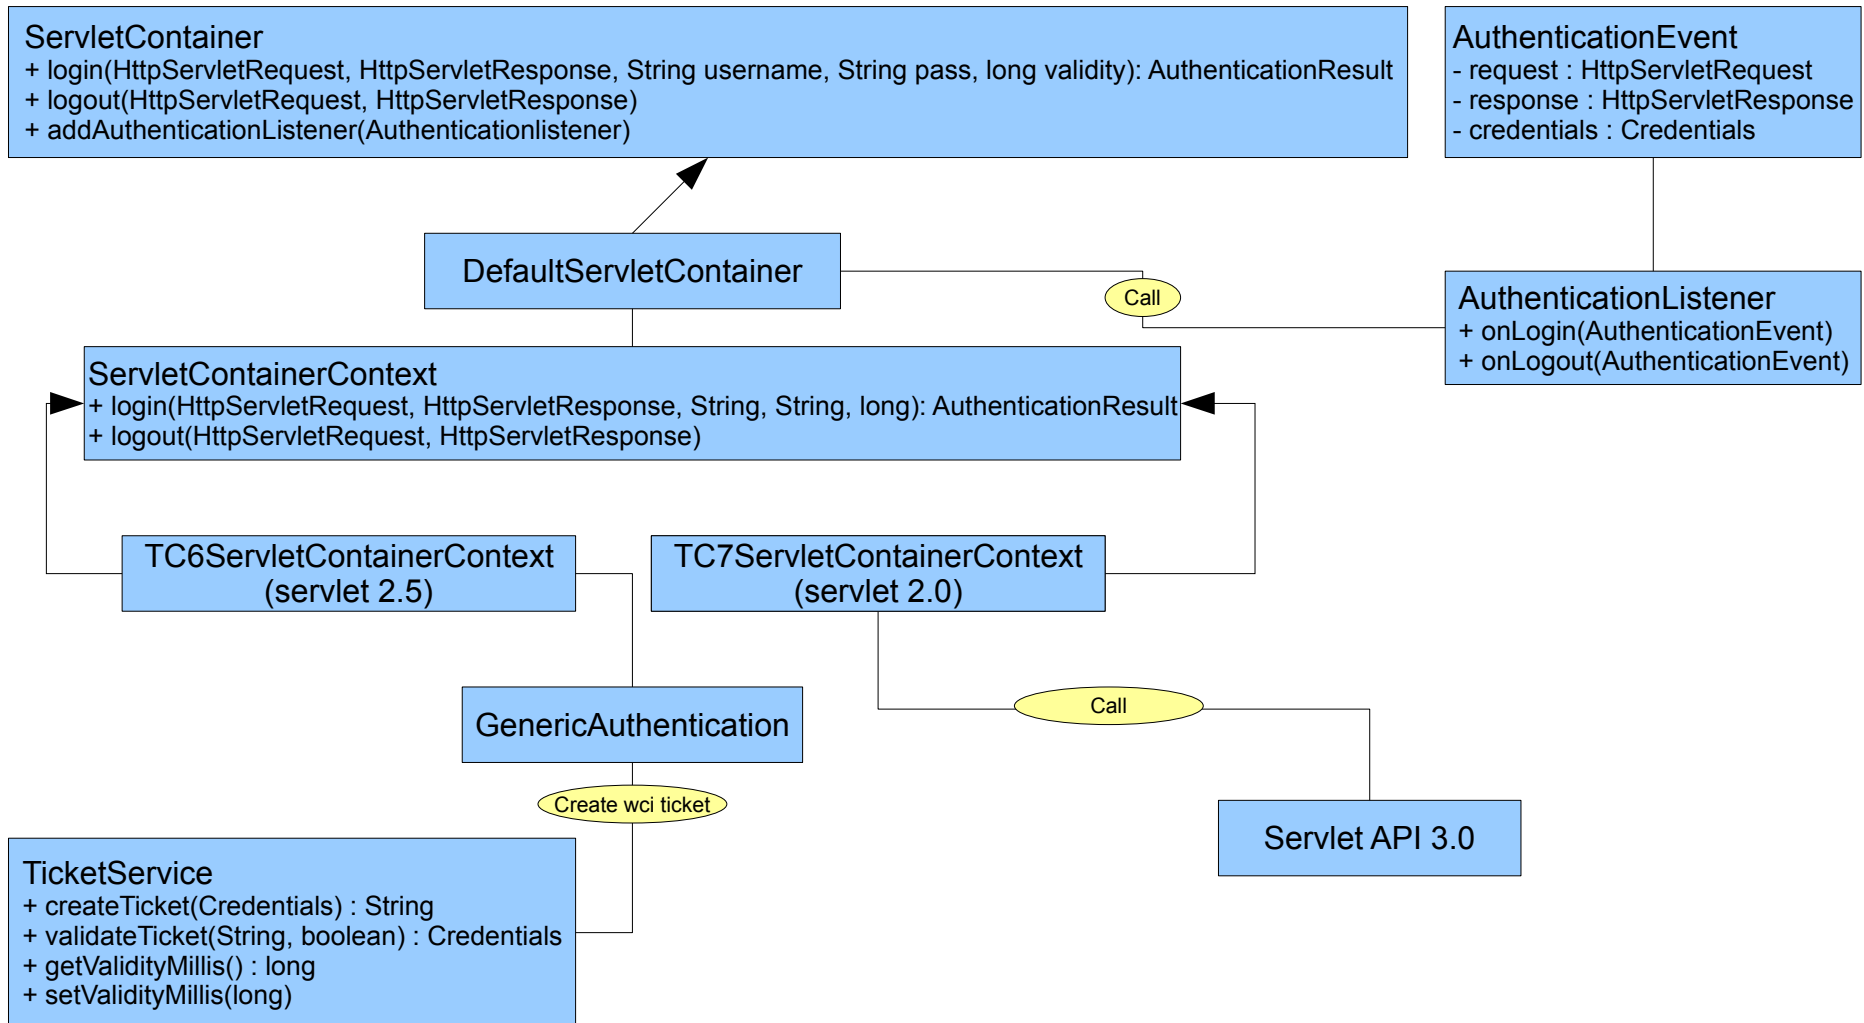 ServletContainer
+ login(HttpServletRequest, HttpServletResponse, String username, String pass, long validity): AuthenticationResult
+ logout(HttpServletRequest, HttpServletResponse)
+ addAuthenticationListener(Authenticationlistener)
AuthenticationEvent
- request : HttpServletRequest
- response : HttpServletResponse
- credentials : Credentials
DefaultServletContainer
Call
AuthenticationListener
+ onLogin(AuthenticationEvent)
+ onLogout(AuthenticationEvent)
ServletContainerContext
+ login(HttpServletRequest, HttpServletResponse, String, String, long): AuthenticationResult
+ logout(HttpServletRequest, HttpServletResponse)
TC6ServletContainerContext
(servlet 2.5)
TC7ServletContainerContext
(servlet 2.0)
GenericAuthentication
Call
Create wci ticket
Servlet API 3.0
TicketService
+ createTicket(Credentials) : String
+ validateTicket(String, boolean) : Credentials
+ getValidityMillis() : long
+ setValidityMillis(long)